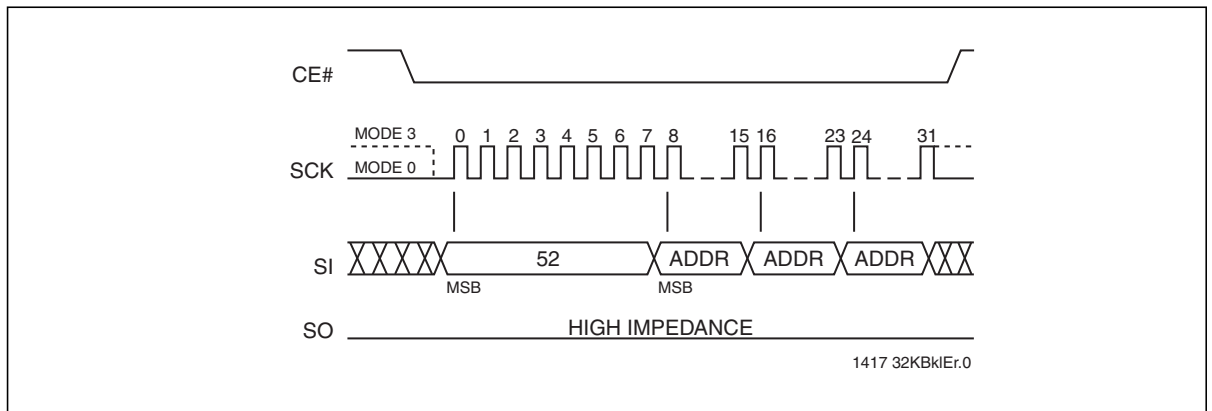 CE#
MODE 3
0 1 2 3 4 5 6 7 8 15 16 23 24 31
SCK MODE 0
SI 52 ADDR ADDR ADDR
MSB MSB
SO HIGH IMPEDANCE
1417 32KBklEr.0